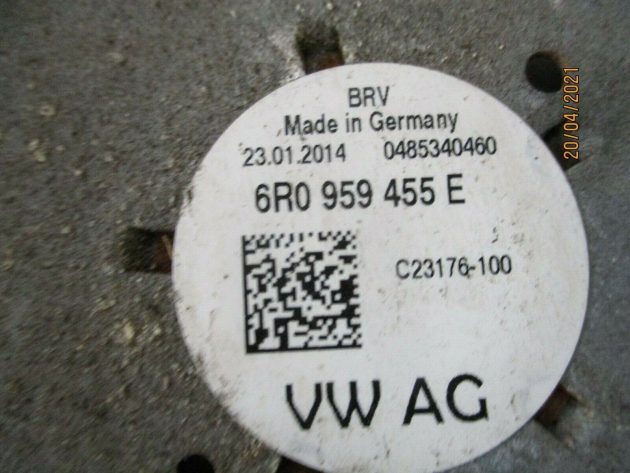 BRV
Made in Germany
23.01.2014 0485340460
6R0 959 455 E
C23176-100
VW AG
20/04/2021